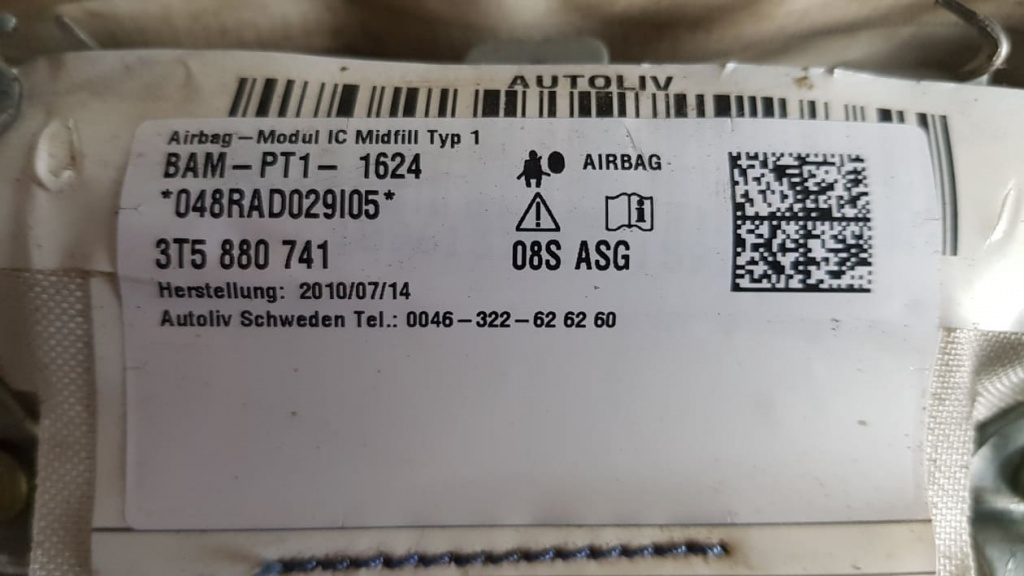 AUTOLIV
Airbag-Modul IC Midfill Typ 1
BAM-PT1- 1624
AIRBAG
*048RAD029I05*
3T5 880 741
08S ASG
Herstellung: 2010/07/14
Autoliv Schweden Tel.: 0046-322-62 62 60